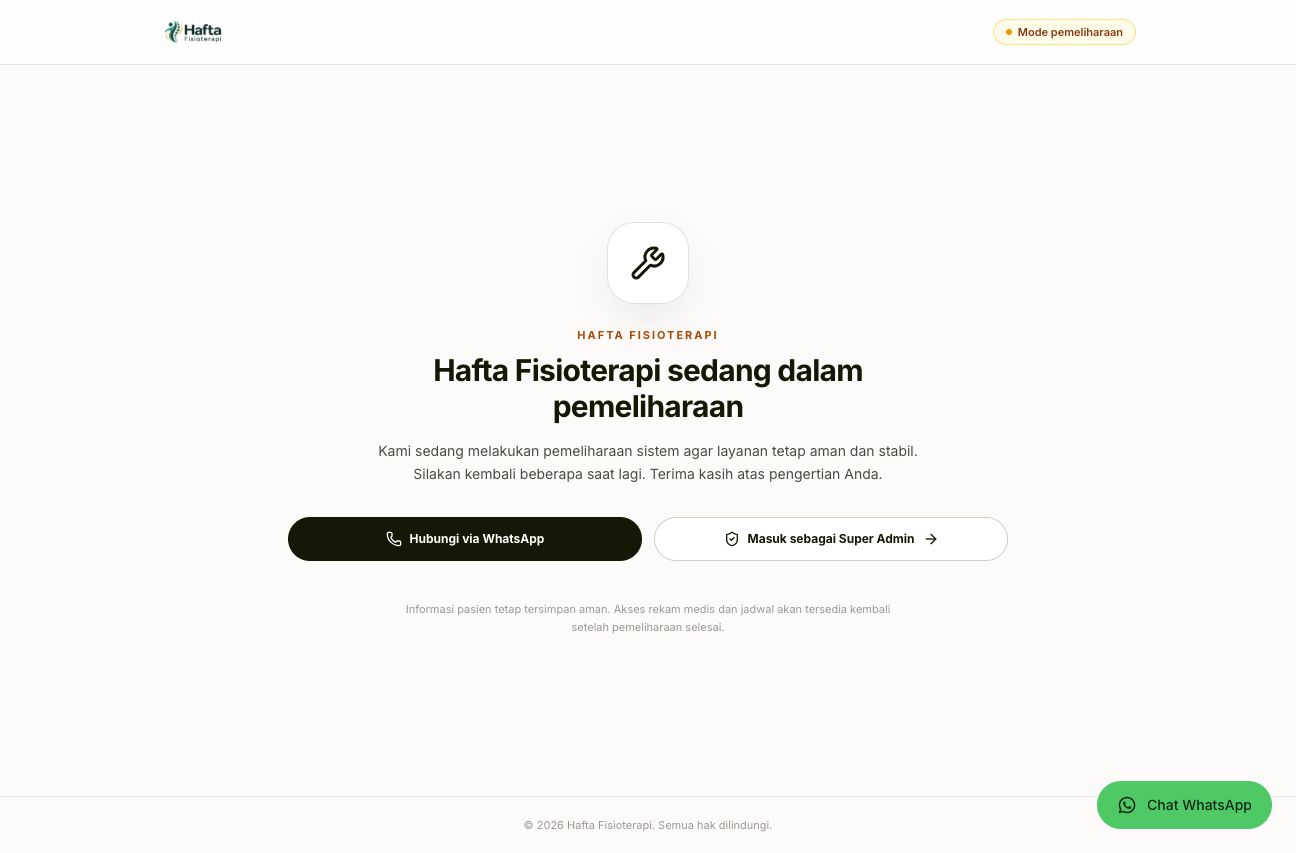 Hafta
Fisioterapi
Mode pemeliharaan
HAFTA FISIOTERAPI
Hafta Fisioterapi sedang dalam
pemeliharaan
Kami sedang melakukan pemeliharaan sistem agar layanan tetap aman dan stabil.
Silakan kembali beberapa saat lagi. Terima kasih atas pengertian Anda.
Hubungi via WhatsApp
Masuk sebagai Super Admin
Informasi pasien tetap tersimpan aman. Akses rekam medis dan jadwal akan tersedia kembali
setelah pemeliharaan selesai.
Chat WhatsApp
© 2026 Hafta Fisioterapi. Semua hak dilindungi.